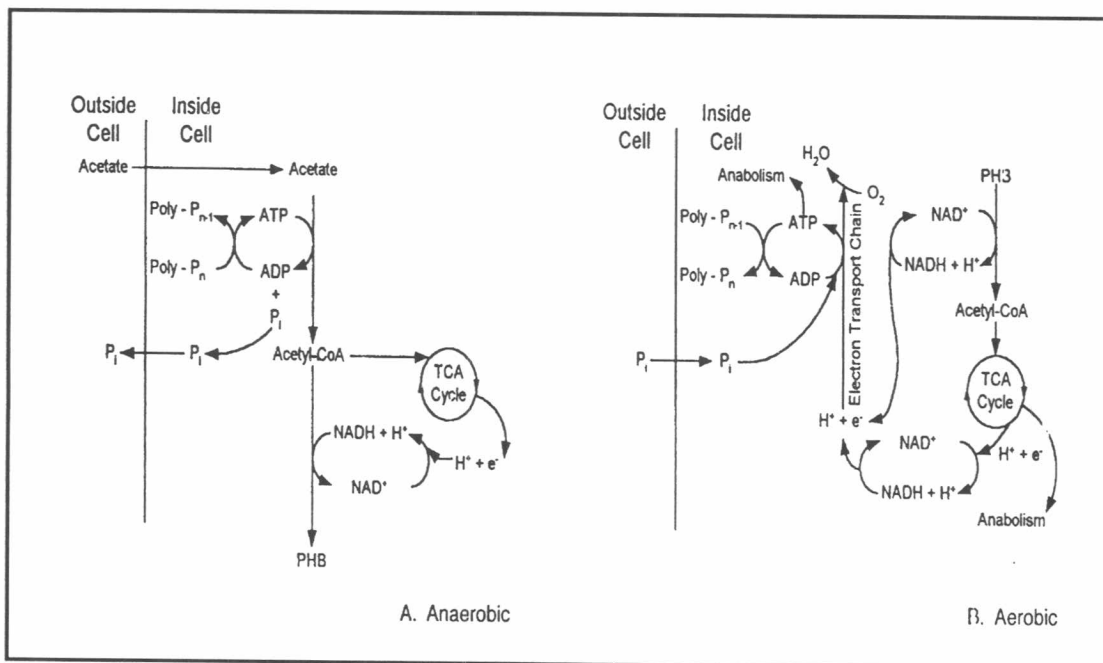 Outside Cell
Inside Cell
Acetate
Acetate
Poly - Pn-1
ATP
Poly - Pn
ADP
+
Pi
Pi
Pi
Acetyl-CoA
TCA Cycle
NADH + H+
H+ + e-
NAD+
PHB
A. Anaerobic
Outside Cell
Inside Cell
H2O
Anabolism
O2
PH3
Poly - Pn-1
ATP
NAD+
Poly - Pn
ADP
NADH + H+
Electron Transport Chain
Acetyl-CoA
Pi
Pi
TCA Cycle
H+ + e-
NAD+
H+ + e-
NADH + H+
Anabolism
B. Aerobic